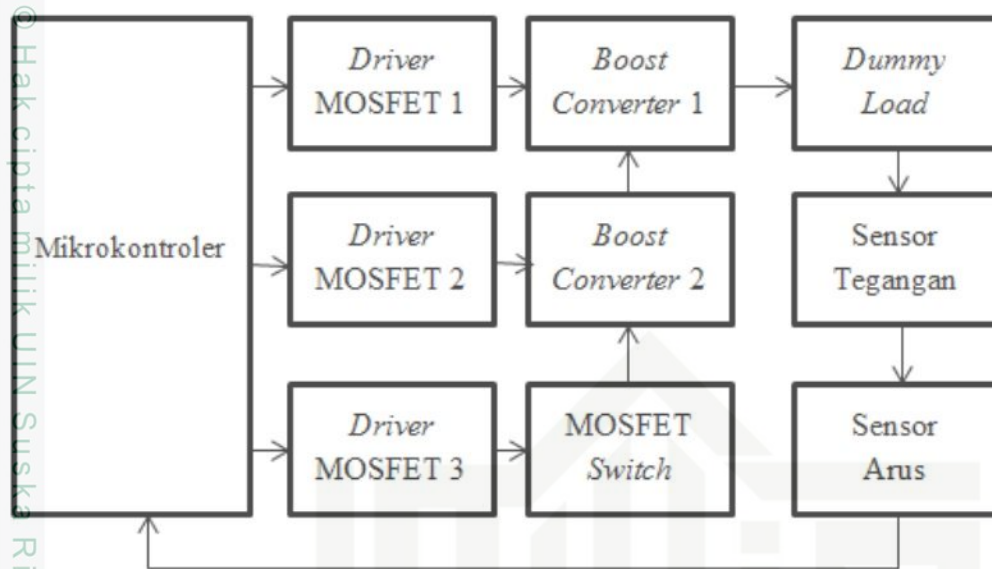 © Hak cipta milik UIN Suska Ri
Mikrokontroler
Driver
MOSFET 1
Boost
Converter 1
Dummy
Load
Driver
MOSFET 2
Boost
Converter 2
Sensor
Tegangan
Driver
MOSFET 3
MOSFET
Switch
Sensor
Arus